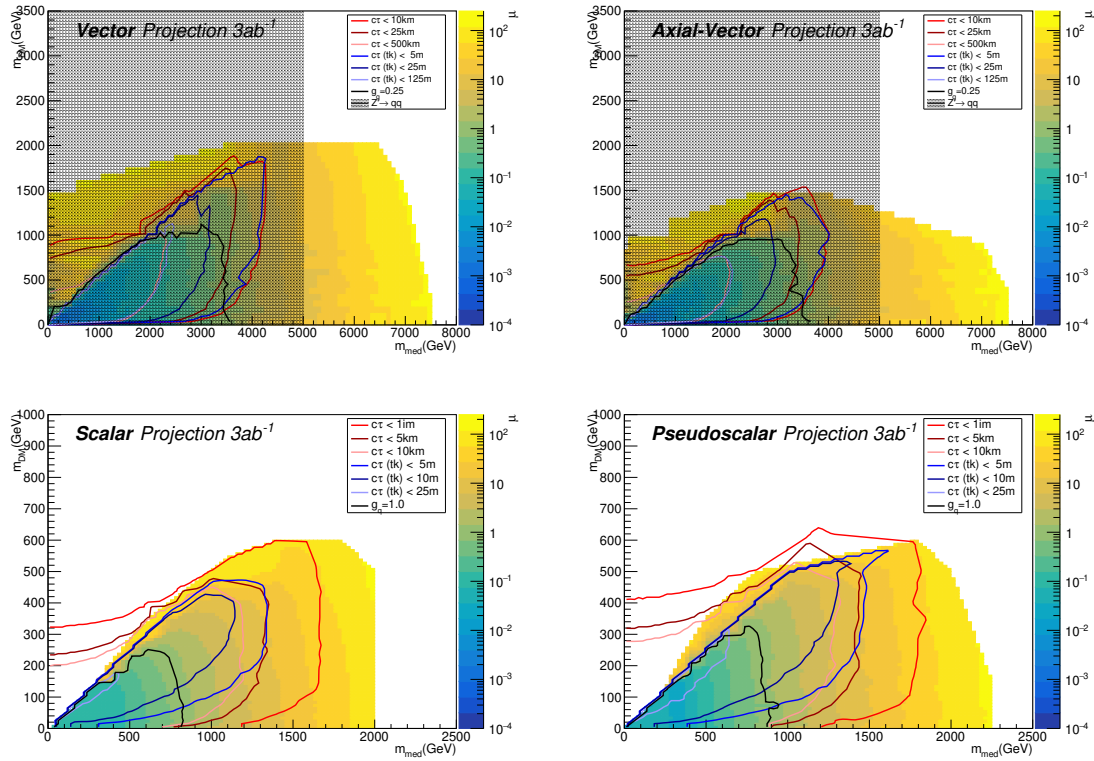 Vector Projection 3ab⁻¹
cτ < 10km
cτ < 25km
cτ < 500km
cτ (tk) < 5m
cτ (tk) < 25m
cτ (tk) < 125m
g_q=0.25
Z' → qq
m_DM(GeV)
3500
3000
2500
2000
1500
1000
500
0
0 1000 2000 3000 4000 5000 6000 7000 8000
m_med(GeV)
μ
10²
10
1
10⁻¹
10⁻²
10⁻³
10⁻⁴
Axial-Vector Projection 3ab⁻¹
cτ < 10km
cτ < 25km
cτ < 500km
cτ (tk) < 5m
cτ (tk) < 25m
cτ (tk) < 125m
g_q=0.25
Z' → qq
m_DM(GeV)
3500
3000
2500
2000
1500
1000
500
0
0 1000 2000 3000 4000 5000 6000 7000 8000
m_med(GeV)
μ
10²
10
1
10⁻¹
10⁻²
10⁻³
10⁻⁴
Scalar Projection 3ab⁻¹
cτ < 1im
cτ < 5km
cτ < 10km
cτ (tk) < 5m
cτ (tk) < 10m
cτ (tk) < 25m
g_q=1.0
m_DM(GeV)
1000
900
800
700
600
500
400
300
200
100
0
0 500 1000 1500 2000 2500
m_med(GeV)
μ
10²
10
1
10⁻¹
10⁻²
10⁻³
10⁻⁴
Pseudoscalar Projection 3ab⁻¹
cτ < 1im
cτ < 5km
cτ < 10km
cτ (tk) < 5m
cτ (tk) < 10m
cτ (tk) < 25m
g_q=1.0
m_DM(GeV)
1000
900
800
700
600
500
400
300
200
100
0
0 500 1000 1500 2000 2500
m_med(GeV)
μ
10²
10
1
10⁻¹
10⁻²
10⁻³
10⁻⁴